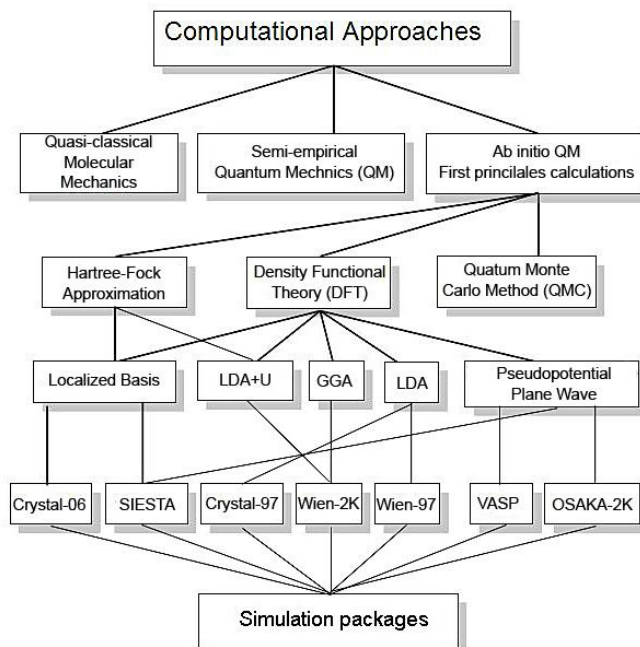 Computational Approaches
Quasi-classical
Molecular
Mechanics
Semi-empirical
Quantum Mechnics (QM)
Ab initio QM
First princilales calculations
Hartree-Fock
Approximation
Density Functional
Theory (DFT)
Quatum Monte
Carlo Method (QMC)
Localized Basis
LDA+U
GGA
LDA
Pseudopotential
Plane Wave
Crystal-06
SIESTA
Crystal-97
Wien-2K
Wien-97
VASP
OSAKA-2K
Simulation packages